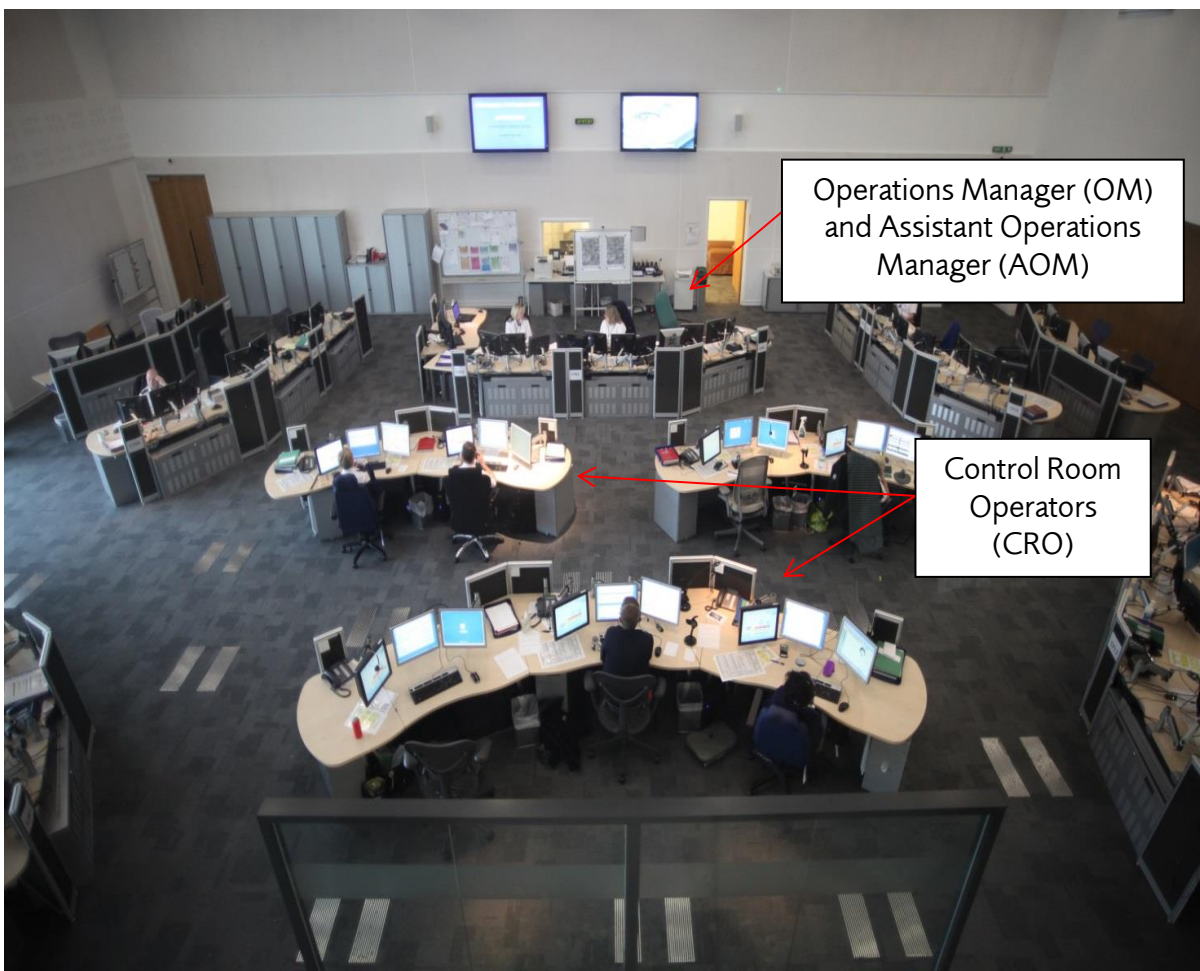 Operations Manager (OM)
and Assistant Operations
Manager (AOM)
Control Room
Operators
(CRO)